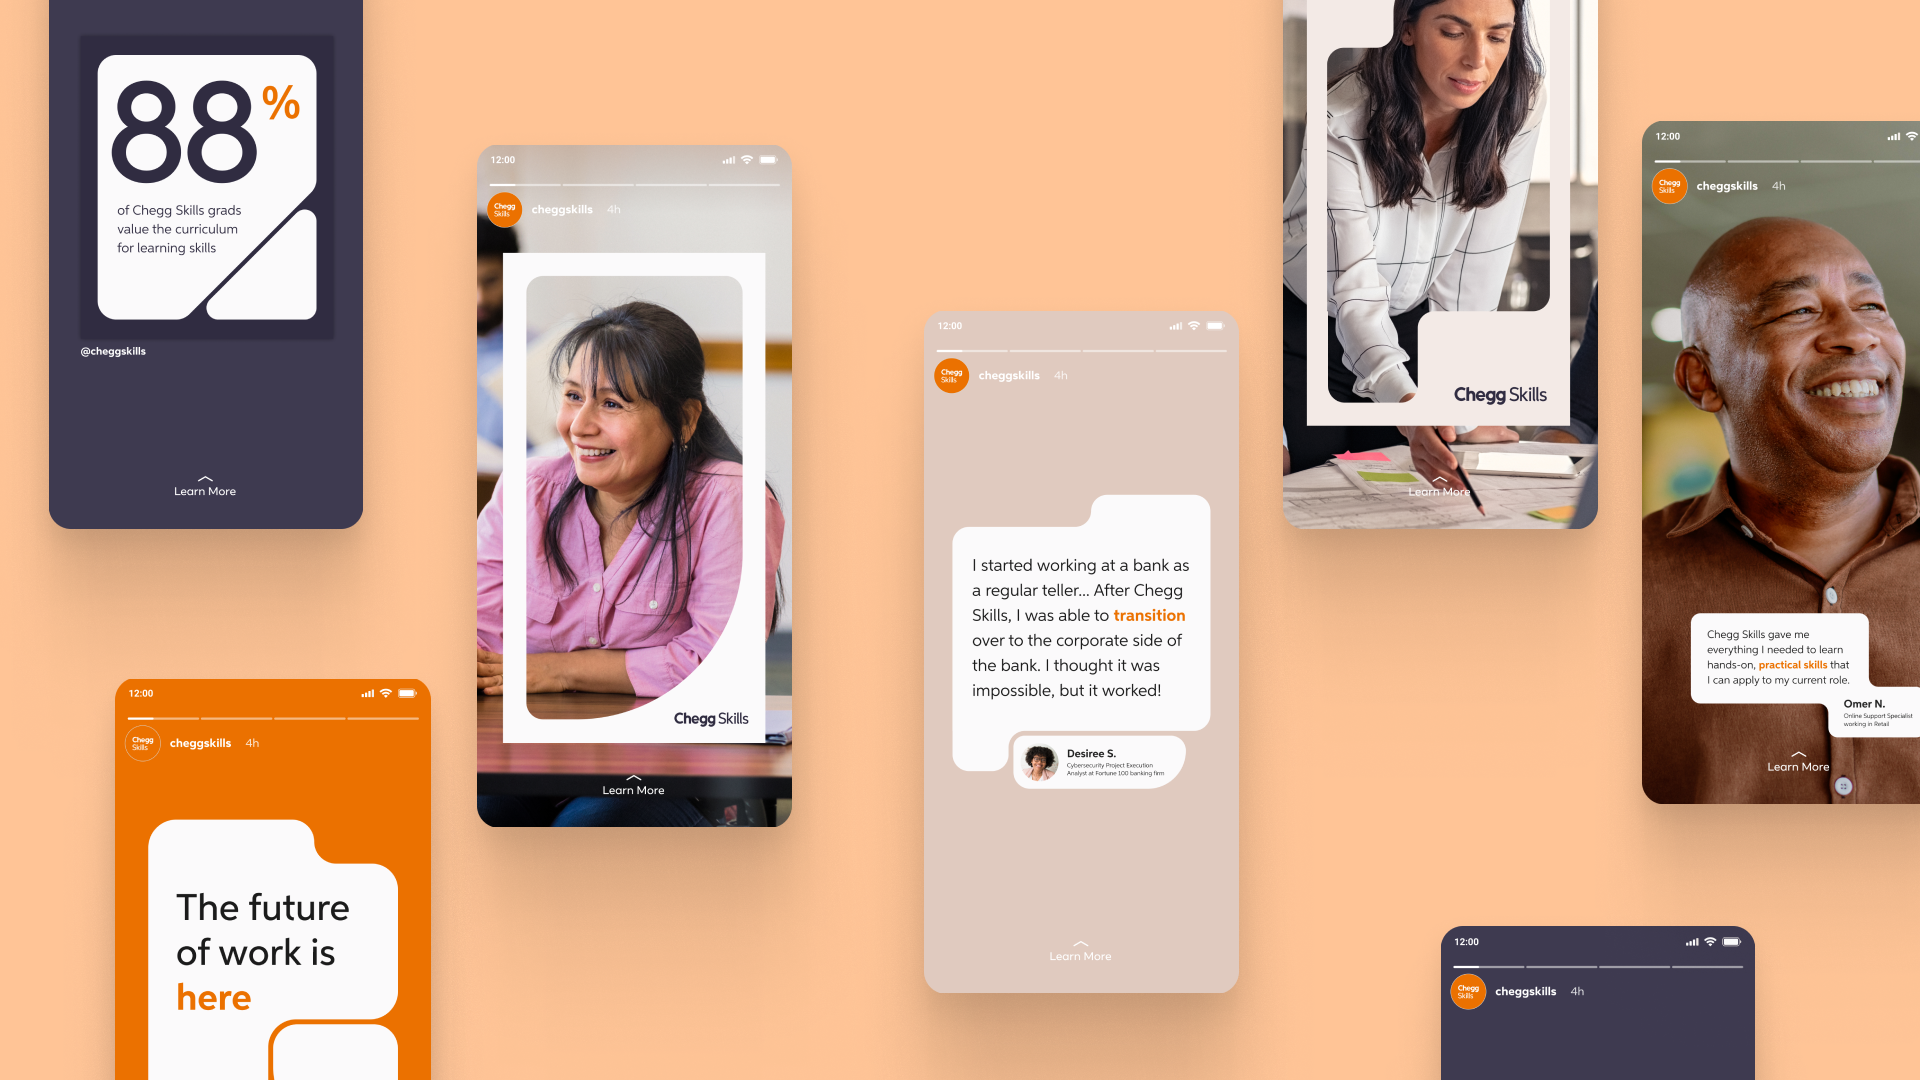 88%
of Chegg Skills grads
value the curriculum
for learning skills
@cheggskills
Learn More
12:00
Chegg
Skills
cheggskills 4h
The future
of work is
here
12:00
Chegg
Skills
cheggskills 4h
Chegg Skills
Learn More
12:00
Chegg
Skills
cheggskills 4h
I started working at a bank as
a regular teller... After Chegg
Skills, I was able to transition
over to the corporate side of
the bank. I thought it was
impossible, but it worked!
Desiree S.
Cybersecurity Project Execution
Analyst at Fortune 100 banking firm
Learn More
Chegg Skills
Learn More
12:00
Chegg
Skills
cheggskills 4h
Chegg Skills gave me
everything I needed to learn
hands-on, practical skills that
I can apply to my current role.
Omer N.
Online Support Specialist
working in Retail
Learn More
12:00
Chegg
Skills
cheggskills 4h